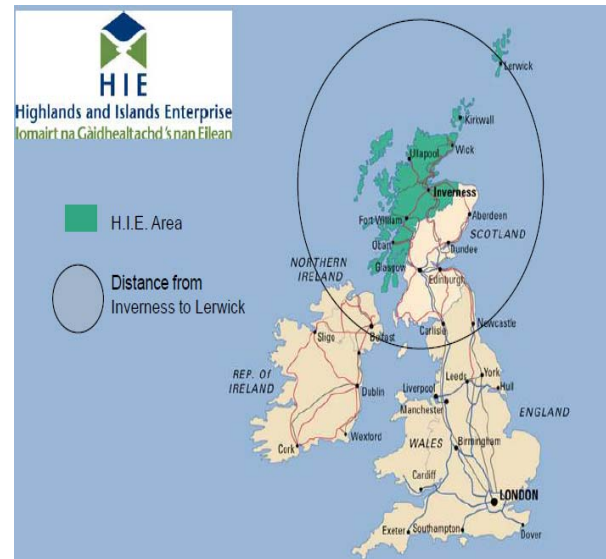 HIE
Highlands and Islands Enterprise
Iomairt na Gàidhealtachd 's nan Eilean
H.I.E. Area
Distance from
Inverness to Lerwick
Lerwick
Kirkwall
Wick
Ullapool
Inverness
Aberdeen
Fort William
SCOTLAND
Dundee
Oban
NORTHERN
IRELAND
Glasgow
Edinburgh
Carlisle
Newcastle
Belfast
Sligo
REP. OF
IRELAND
Dublin
Wexford
Cork
York
Leeds
Hull
Liverpool
Manchester
ENGLAND
WALES
Birmingham
Cardiff
LONDON
Exeter
Southampton
Dover